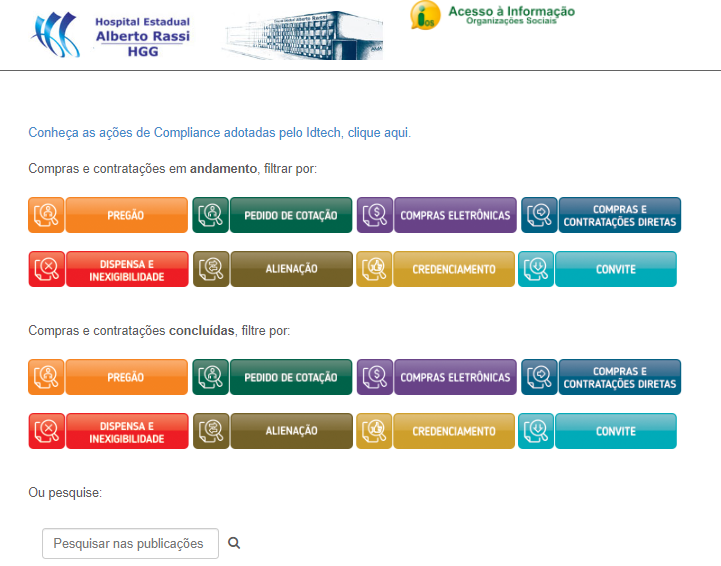 Hospital Estadual
Alberto Rassi
HGG
Acesso à Informação
Organizações Sociais
Conheça as ações de Compliance adotadas pelo Idtech, clique aqui.
Compras e contratações em andamento, filtrar por:
PREGÃO
PEDIDO DE COTAÇÃO
COMPRAS ELETRÔNICAS
COMPRAS E
CONTRATAÇÕES DIRETAS
DISPENSA E
INEXIGIBILIDADE
ALIENAÇÃO
CREDENCIAMENTO
CONVITE
Compras e contratações concluídas, filtre por:
PREGÃO
PEDIDO DE COTAÇÃO
COMPRAS ELETRÔNICAS
COMPRAS E
CONTRATAÇÕES DIRETAS
DISPENSA E
INEXIGIBILIDADE
ALIENAÇÃO
CREDENCIAMENTO
CONVITE
Ou pesquise:
Pesquisar nas publicações